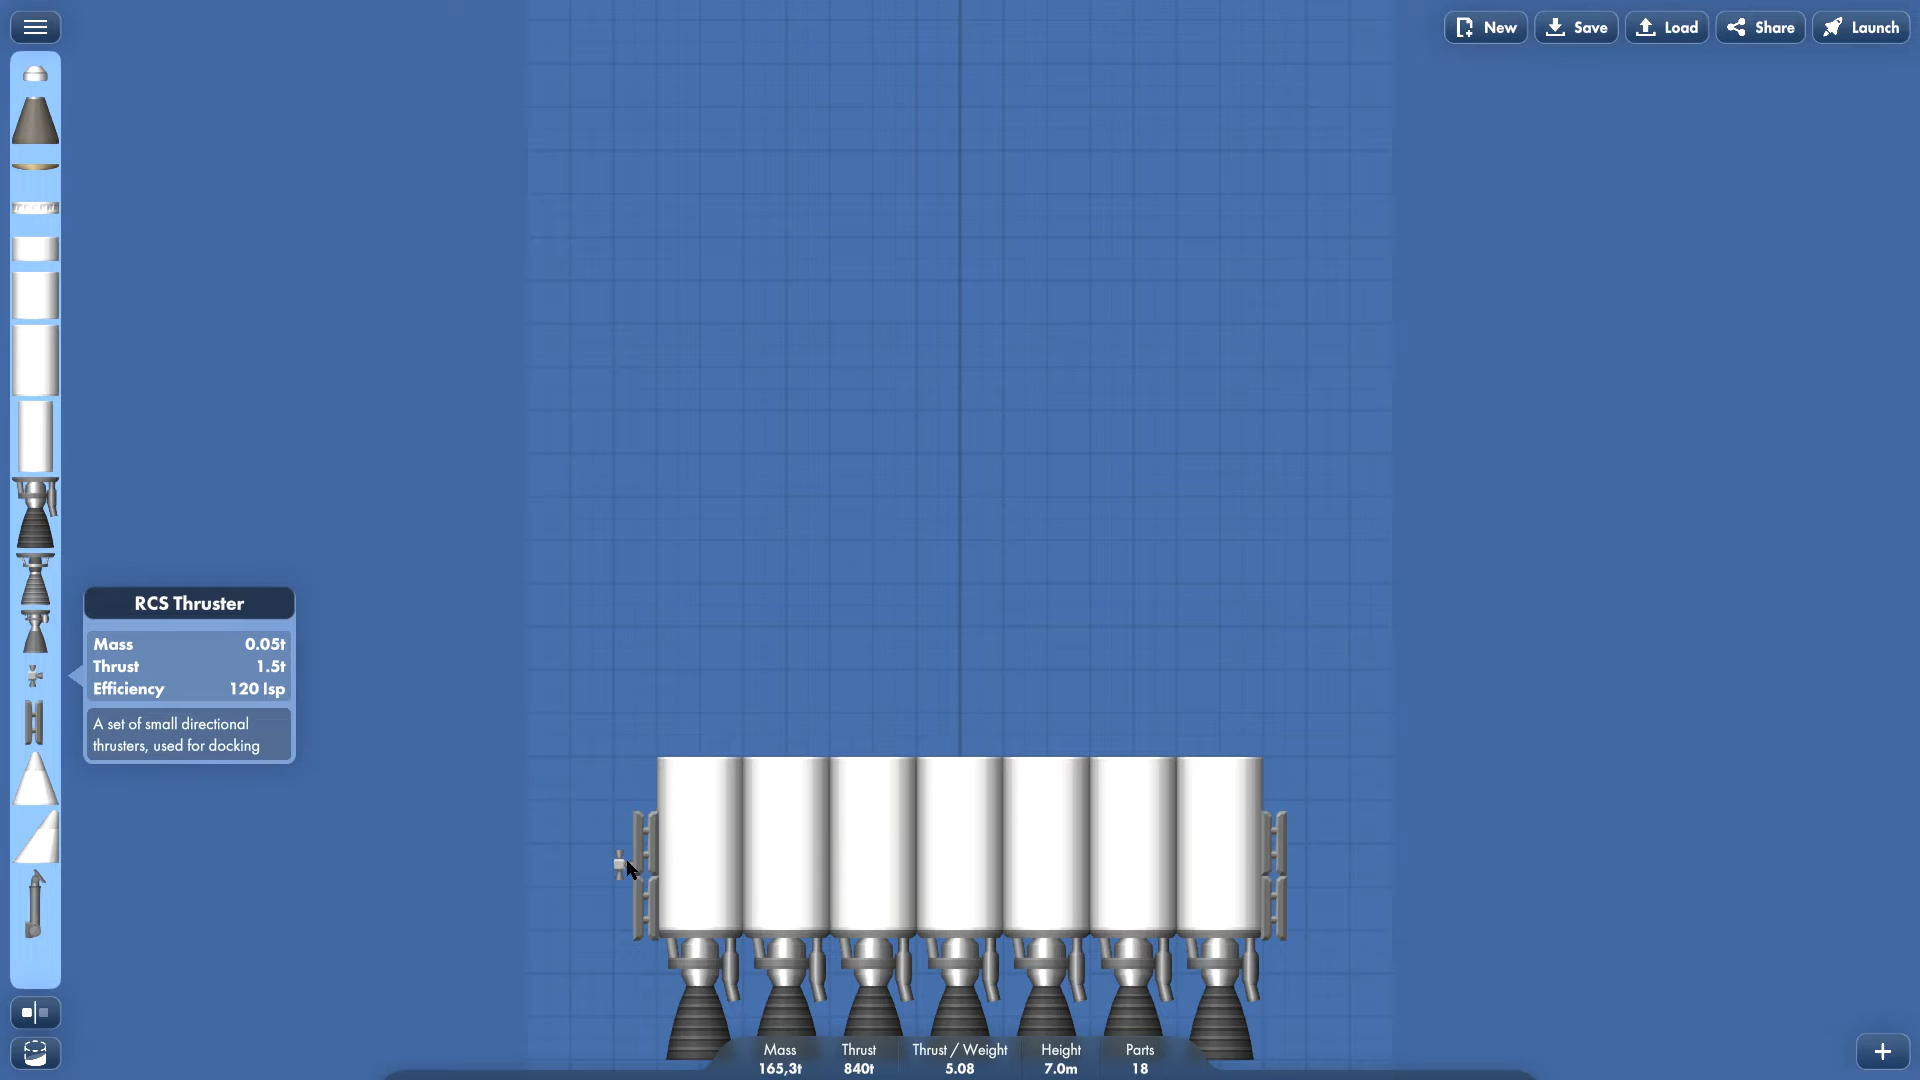 New
Save
Load
Share
Launch
RCS Thruster
Mass 0.05t
Thrust 1.5t
Efficiency 120 Isp
A set of small directional
thrusters, used for docking
Mass Thrust Thrust / Weight Height Parts
165,3t 840t 5.08 7.0m 18